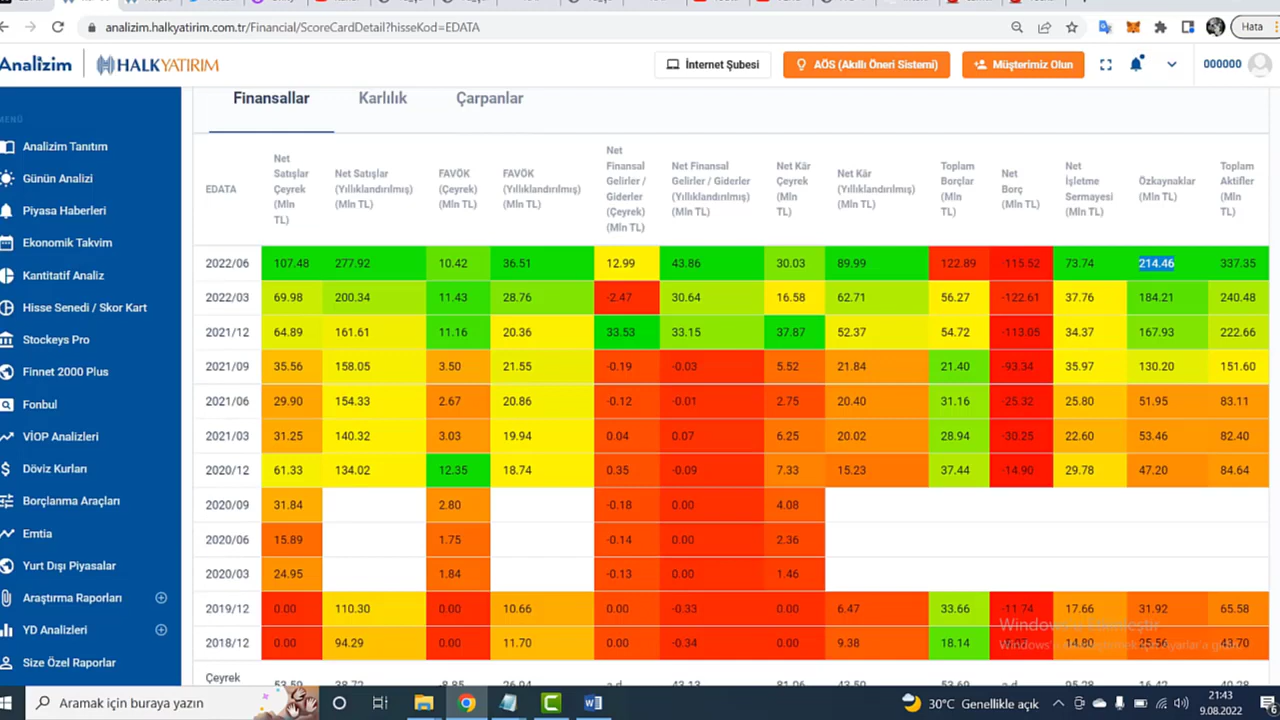 analizim.halkyatirim.com.tr/Financial/ScoreCardDetail?hisseKod=EDATA
Hata
Analizim
HALKYATIRIM
İnternet Şubesi
AÖS (Akıllı Öneri Sistemi)
Müşterimiz Olun
000000
MENÜ
Analizim Tanıtım
Günün Analizi
Piyasa Haberleri
Ekonomik Takvim
Kantitatif Analiz
Hisse Senedi / Skor Kart
Stockeys Pro
Finnet 2000 Plus
Fonbul
VİOP Analizleri
Döviz Kurları
Borçlanma Araçları
Emtia
Yurt Dışı Piyasalar
Araştırma Raporları
YD Analizleri
Size Özel Raporlar
Finansallar Karlılık Çarpanlar
EDATA
Net
Satışlar
Çeyrek
(Mln
TL)
Net Satışlar
(Yıllıklandırılmış)
(Mln TL)
FAVÖK
(Çeyrek)
(Mln TL)
FAVÖK
(Yıllıklandırılmış)
(Mln TL)
Net
Finansal
Gelirler /
Giderler
(Çeyrek)
(Mln TL)
Net Finansal
Gelirler / Giderler
(Yıllıklandırılmış)
(Mln TL)
Net Kâr
Çeyrek
(Mln
TL)
Net Kâr
(Yıllıklandırılmış)
(Mln TL)
Toplam
Borçlar
(Mln
TL)
Net
Borç
(Mln TL)
Net
İşletme
Sermayesi
(Mln TL)
Özkaynaklar
(Mln TL)
Toplam
Aktifler
(Mln
TL)
2022/06 107.48 277.92 10.42 36.51 12.99 43.86 30.03 89.99 122.89 -115.52 73.74 214.46 337.35
2022/03 69.98 200.34 11.43 28.76 -2.47 30.64 16.58 62.71 56.27 -122.61 37.76 184.21 240.48
2021/12 64.89 161.61 11.16 20.36 33.53 33.15 37.87 52.37 54.72 -113.05 34.37 167.93 222.66
2021/09 35.56 158.05 3.50 21.55 -0.19 -0.03 5.52 21.84 21.40 -93.34 35.97 130.20 151.60
2021/06 29.90 154.33 2.67 20.86 -0.12 -0.01 2.75 20.40 31.16 -25.32 25.80 51.95 83.11
2021/03 31.25 140.32 3.03 19.94 0.04 0.07 6.25 20.02 28.94 -30.25 22.60 53.46 82.40
2020/12 61.33 134.02 12.35 18.74 0.35 -0.09 7.33 15.23 37.44 -14.90 29.78 47.20 84.64
2020/09 31.84 2.80 -0.18 0.00 4.08
2020/06 15.89 1.75 -0.14 0.00 2.36
2020/03 24.95 1.84 -0.13 0.00 1.46
2019/12 0.00 110.30 0.00 10.66 0.00 -0.33 0.00 6.47 33.66 -11.74 17.66 31.92 65.58
2018/12 0.00 94.29 0.00 11.70 0.00 -0.34 0.00 9.38 18.14 14.80 25.56 43.70
Çeyrek
Aramak için buraya yazın
30°C Genellikle açık
21:43
9.08.2022
6